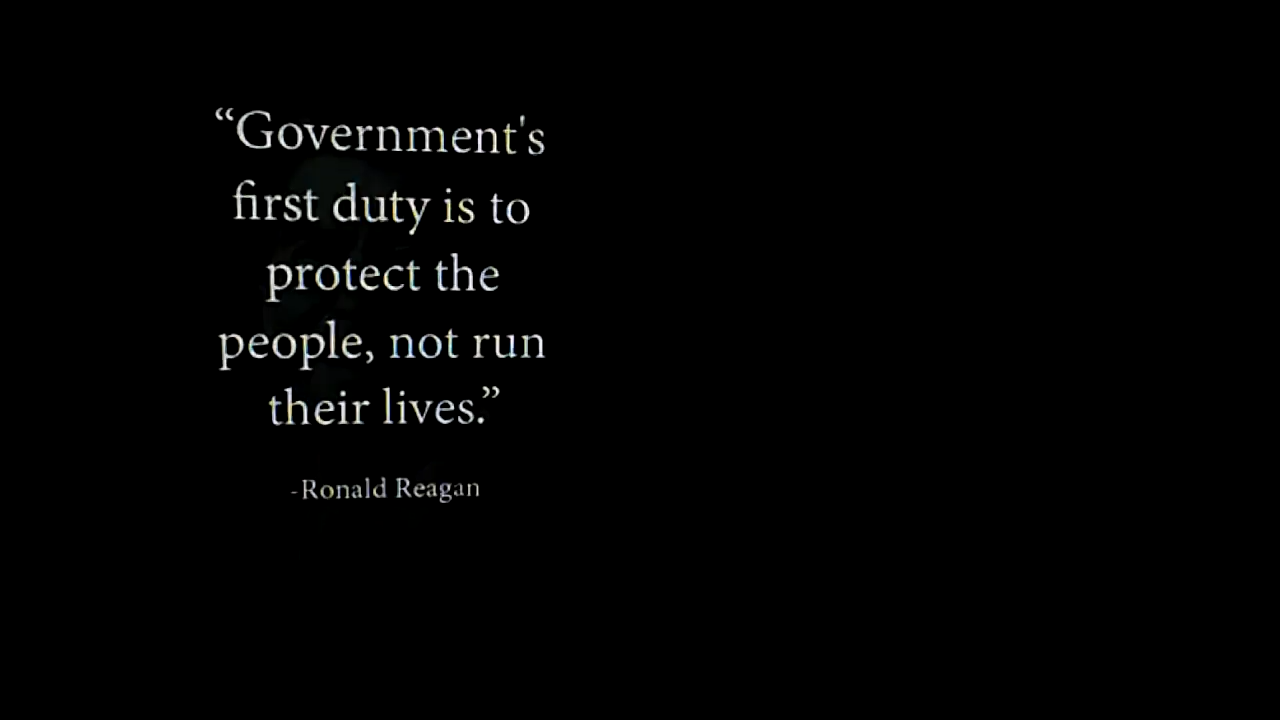 “Government's
first duty is to
protect the
people, not run
their lives.”
-Ronald Reagan